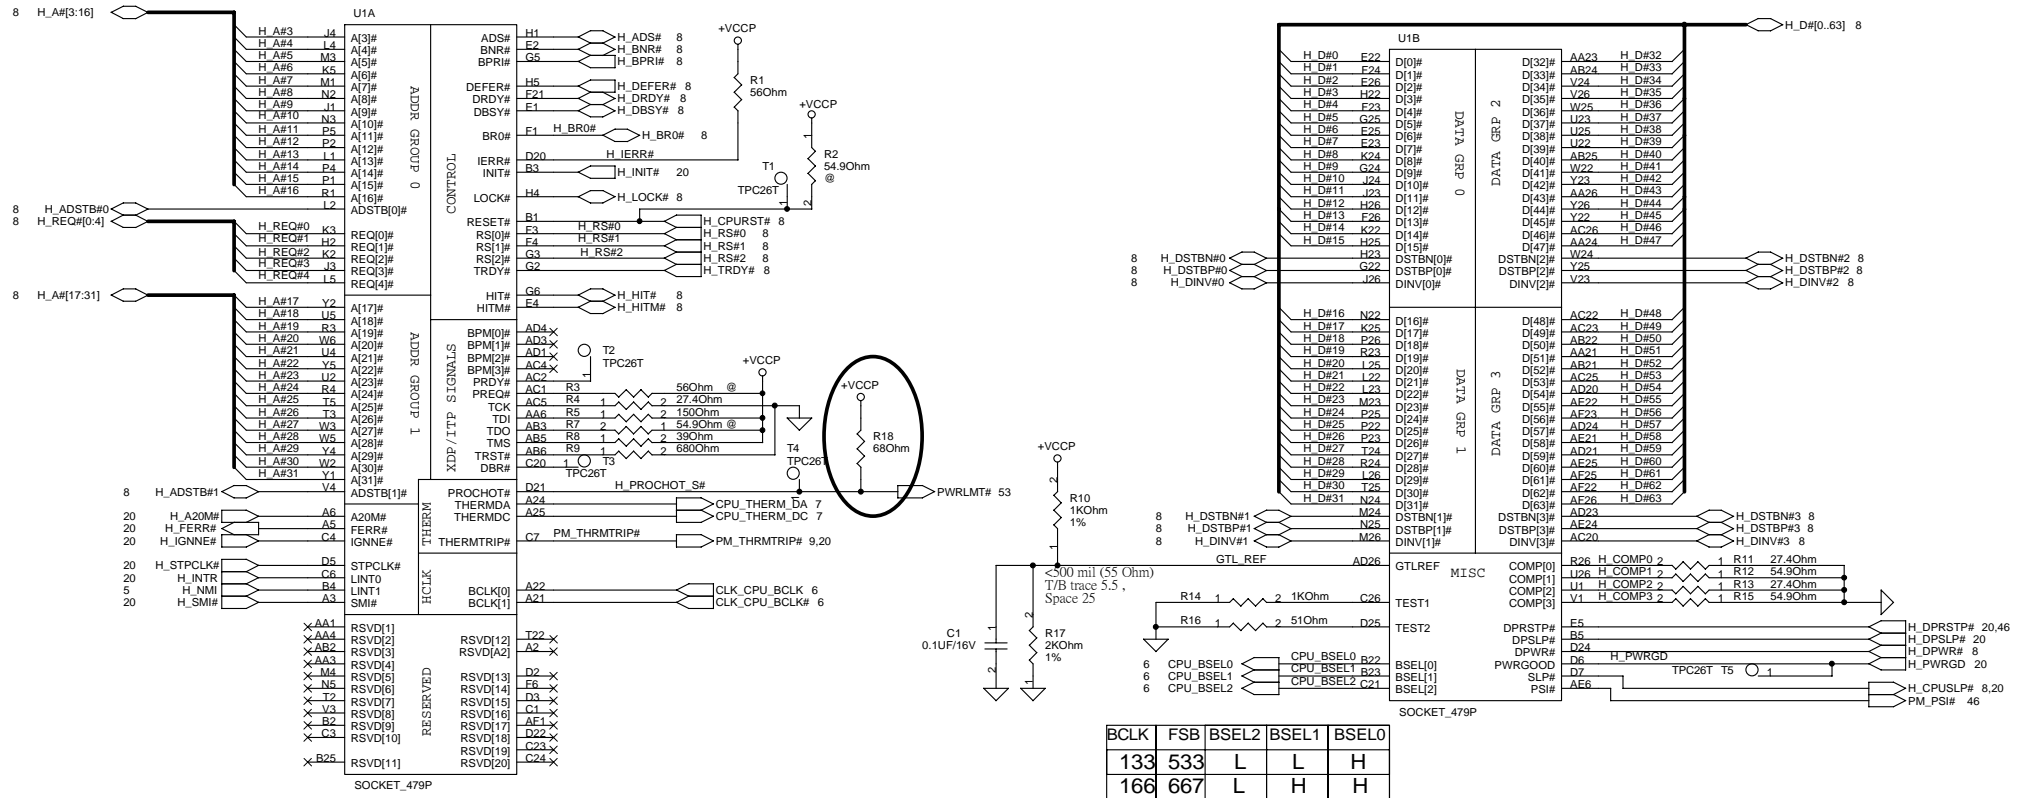 8 H_A#[3:16]
U1A
H_A#3 J4 A[3]#
H_A#4 L4 A[4]#
H_A#5 M3 A[5]#
H_A#6 K5 A[6]#
H_A#7 M1 A[7]#
H_A#8 N2 A[8]#
H_A#9 J1 A[9]#
H_A#10 N3 A[10]#
H_A#11 P5 A[11]#
H_A#12 P2 A[12]#
H_A#13 L1 A[13]#
H_A#14 P4 A[14]#
H_A#15 P1 A[15]#
H_A#16 R1 A[16]#
8 H_ADSTB#0 L2 ADSTB[0]#
8 H_REQ#[0:4]
H_REQ#0 K3 REQ[0]#
H_REQ#1 H2 REQ[1]#
H_REQ#2 K2 REQ[2]#
H_REQ#3 J3 REQ[3]#
H_REQ#4 L5 REQ[4]#
ADDR GROUP 0
8 H_A#[17:31]
H_A#17 Y2 A[17]#
H_A#18 U5 A[18]#
H_A#19 R3 A[19]#
H_A#20 W6 A[20]#
H_A#21 U4 A[21]#
H_A#22 Y5 A[22]#
H_A#23 U2 A[23]#
H_A#24 R4 A[24]#
H_A#25 T5 A[25]#
H_A#26 T3 A[26]#
H_A#27 W3 A[27]#
H_A#28 W5 A[28]#
H_A#29 Y4 A[29]#
H_A#30 W2 A[30]#
H_A#31 Y1 A[31]#
8 H_ADSTB#1 V4 ADSTB[1]#
ADDR GROUP 1
20 H_A20M# A6 A20M#
20 H_FERR# A5 FERR#
20 H_IGNNE# C4 IGNNE#
20 H_STPCLK# D5 STPCLK#
20 H_INTR C6 LINT0
5 H_NMI B4 LINT1
20 H_SMI# A3 SMI#
AA1 RSVD[1]
AA4 RSVD[2]
AB2 RSVD[3]
AA3 RSVD[4]
M4 RSVD[5]
N5 RSVD[6]
T2 RSVD[7]
V3 RSVD[8]
B2 RSVD[9]
C3 RSVD[10]
B25 RSVD[11]
RESERVED
RSVD[12] T22
RSVD[A2] A2
RSVD[13] D2
RSVD[14] F6
RSVD[15] D3
RSVD[16] C1
RSVD[17] AF1
RSVD[18] D22
RSVD[19] C23
RSVD[20] C24
SOCKET_479P
CONTROL
ADS# H1 H_ADS# 8
BNR# E2 H_BNR# 8
BPRI# G5 H_BPRI# 8
DEFER# H5 H_DEFER# 8
DRDY# F21 H_DRDY# 8
DBSY# E1 H_DBSY# 8
BR0# F1 H_BR0# H_BR0# 8
IERR# D20 H_IERR#
INIT# B3 H_INIT# 20
LOCK# H4 H_LOCK# 8
RESET# B1 H_CPURST# 8
RS[0]# F3 H_RS#0 H_RS#0 8
RS[1]# F4 H_RS#1 H_RS#1 8
RS[2]# G3 H_RS#2 H_RS#2 8
TRDY# G2 H_TRDY# 8
HIT# G6 H_HIT# 8
HITM# E4 H_HITM# 8
+VCCP
R1
56Ohm
+VCCP
1
R2
54.9Ohm
@
2
T1
TPC26T
1
XDP/ITP SIGNALS
BPM[0]# AD4
BPM[1]# AD3
BPM[2]# AD1
BPM[3]# AC4
PRDY# AC2
T2
TPC26T
1
+VCCP
PREQ# AC1 R3 56Ohm @
TCK AC5 R4 1 2 27.4Ohm
TDI AA6 R5 1 2 150Ohm
TDO AB3 R7 2 1 54.9Ohm @
TMS AB5 R8 1 2 39Ohm
TRST# AB6 R9 1 2 680Ohm
DBR# C20 1 T3
TPC26T
T4
TPC26T
1
+VCCP
R18
68Ohm
THERM
PROCHOT# D21 H_PROCHOT_S# PWRLMT# 53
THERMDA A24 CPU_THERM_DA 7
THERMDC A25 CPU_THERM_DC 7
THERMTRIP# C7 PM_THRMTRIP# PM_THRMTRIP# 9,20
HCLK
BCLK[0] A22 CLK_CPU_BCLK 6
BCLK[1] A21 CLK_CPU_BCLK# 6
H_D#[0..63] 8
U1B
H_D#0 E22 D[0]#
H_D#1 F24 D[1]#
H_D#2 E26 D[2]#
H_D#3 H22 D[3]#
H_D#4 F23 D[4]#
H_D#5 G25 D[5]#
H_D#6 E25 D[6]#
H_D#7 E23 D[7]#
H_D#8 K24 D[8]#
H_D#9 G24 D[9]#
H_D#10 J24 D[10]#
H_D#11 J23 D[11]#
H_D#12 H26 D[12]#
H_D#13 F26 D[13]#
H_D#14 K22 D[14]#
H_D#15 H25 D[15]#
8 H_DSTBN#0 H23 DSTBN[0]#
8 H_DSTBP#0 G22 DSTBP[0]#
8 H_DINV#0 J26 DINV[0]#
DATA GRP 0
DATA GRP 2
D[32]# AA23 H_D#32
D[33]# AB24 H_D#33
D[34]# V24 H_D#34
D[35]# V26 H_D#35
D[36]# W25 H_D#36
D[37]# U23 H_D#37
D[38]# U25 H_D#38
D[39]# U22 H_D#39
D[40]# AB25 H_D#40
D[41]# W22 H_D#41
D[42]# Y23 H_D#42
D[43]# AA26 H_D#43
D[44]# Y26 H_D#44
D[45]# Y22 H_D#45
D[46]# AC26 H_D#46
D[47]# AA24 H_D#47
DSTBN[2]# W24 H_DSTBN#2 8
DSTBP[2]# Y25 H_DSTBP#2 8
DINV[2]# V23 H_DINV#2 8
H_D#16 N22 D[16]#
H_D#17 K25 D[17]#
H_D#18 P26 D[18]#
H_D#19 R23 D[19]#
H_D#20 L25 D[20]#
H_D#21 L22 D[21]#
H_D#22 L23 D[22]#
H_D#23 M23 D[23]#
H_D#24 P25 D[24]#
H_D#25 P22 D[25]#
H_D#26 P23 D[26]#
H_D#27 T24 D[27]#
H_D#28 R24 D[28]#
H_D#29 L26 D[29]#
H_D#30 T25 D[30]#
H_D#31 N24 D[31]#
8 H_DSTBN#1 M24 DSTBN[1]#
8 H_DSTBP#1 N25 DSTBP[1]#
8 H_DINV#1 M26 DINV[1]#
DATA GRP 1
DATA GRP 3
D[48]# AC22 H_D#48
D[49]# AC23 H_D#49
D[50]# AB22 H_D#50
D[51]# AA21 H_D#51
D[52]# AB21 H_D#52
D[53]# AC25 H_D#53
D[54]# AD20 H_D#54
D[55]# AE22 H_D#55
D[56]# AF23 H_D#56
D[57]# AD24 H_D#57
D[58]# AE21 H_D#58
D[59]# AD21 H_D#59
D[60]# AE25 H_D#60
D[61]# AF25 H_D#61
D[62]# AF22 H_D#62
D[63]# AF26 H_D#63
DSTBN[3]# AD23 H_DSTBN#3 8
DSTBP[3]# AE24 H_DSTBP#3 8
DINV[3]# AC20 H_DINV#3 8
+VCCP
2
R10
1KOhm
1%
1
GTL_REF AD26 GTLREF
<500 mil (55 Ohm)
T/B trace 5.5 ,
Space 25
1
C1
0.1UF/16V
2
2
R17
2KOhm
1%
1
R14 1 2 1KOhm C26 TEST1
R16 1 2 51Ohm D25 TEST2
6 CPU_BSEL0 CPU_BSEL0 B22 BSEL[0]
6 CPU_BSEL1 CPU_BSEL1 B23 BSEL[1]
6 CPU_BSEL2 CPU_BSEL2 C21 BSEL[2]
MISC
COMP[0] R26 H_COMP0 2 1 R11 27.4Ohm
COMP[1] U26 H_COMP1 2 1 R12 54.9Ohm
COMP[2] U1 H_COMP2 2 1 R13 27.4Ohm
COMP[3] V1 H_COMP3 2 1 R15 54.9Ohm
DPRSTP# E5 H_DPRSTP# 20,46
DPSLP# B5 H_DPSLP# 20
DPWR# D24 H_DPWR# 8
PWRGOOD D6 H_PWRGD H_PWRGD 20
TPC26T T5 1
SLP# D7 H_CPUSLP# 8,20
PSI# AE6 PM_PSI# 46
SOCKET_479P
BCLK FSB BSEL2 BSEL1 BSEL0
133 533 L L H
166 667 L H H